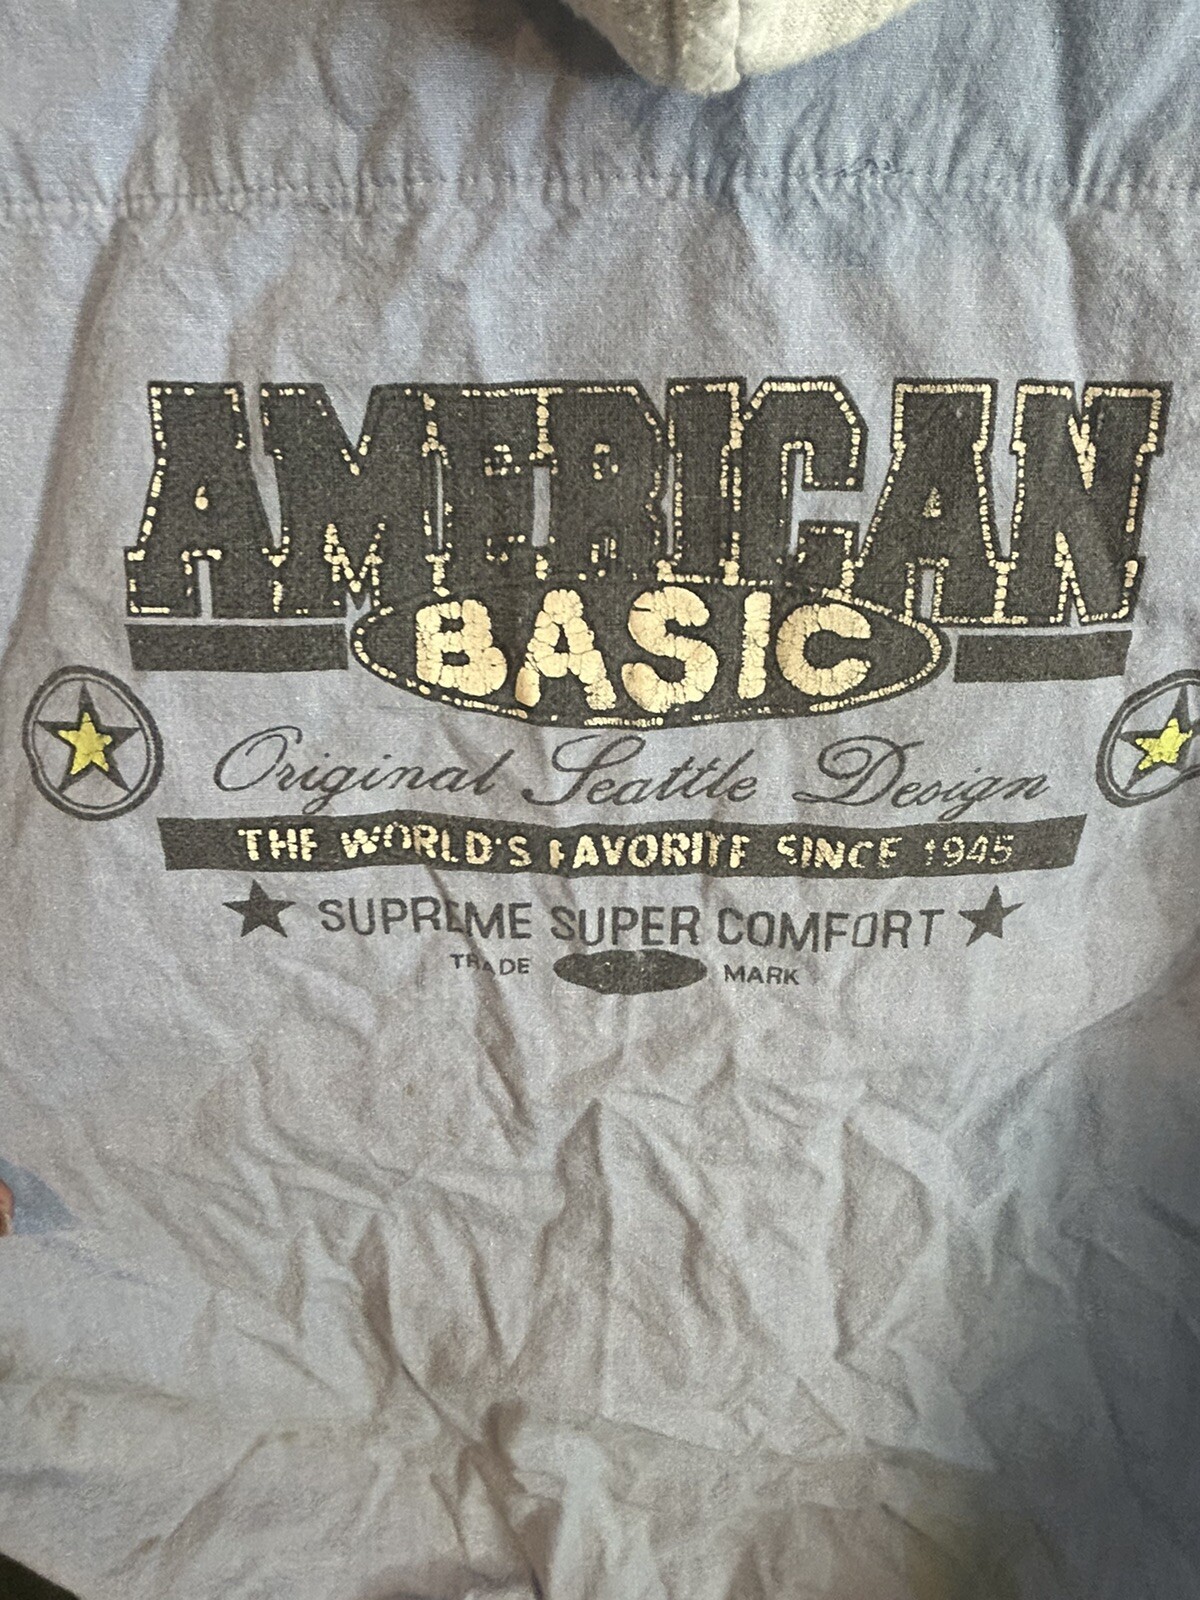 AMERICAN
BASIC
Original Seattle Design
THE WORLD'S FAVORITE SINCE 1945
SUPREME SUPER COMFORT
TRADE MARK